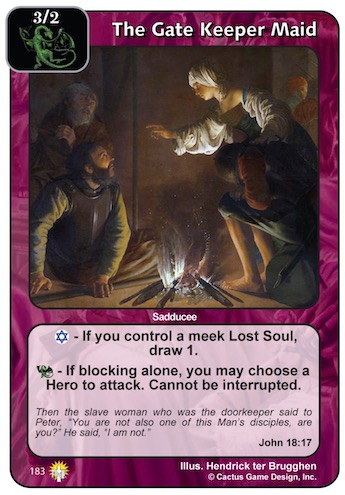 3/2
The Gate Keeper Maid
Sadducee
- If you control a meek Lost Soul,
draw 1.
- If blocking alone, you may choose a
Hero to attack. Cannot be interrupted.
Then the slave woman who was the doorkeeper said to
Peter, “You are not also one of this Man’s disciples, are
you?” He said, “I am not.”
John 18:17
183
Illus. Hendrick ter Brugghen
© Cactus Game Design, Inc.